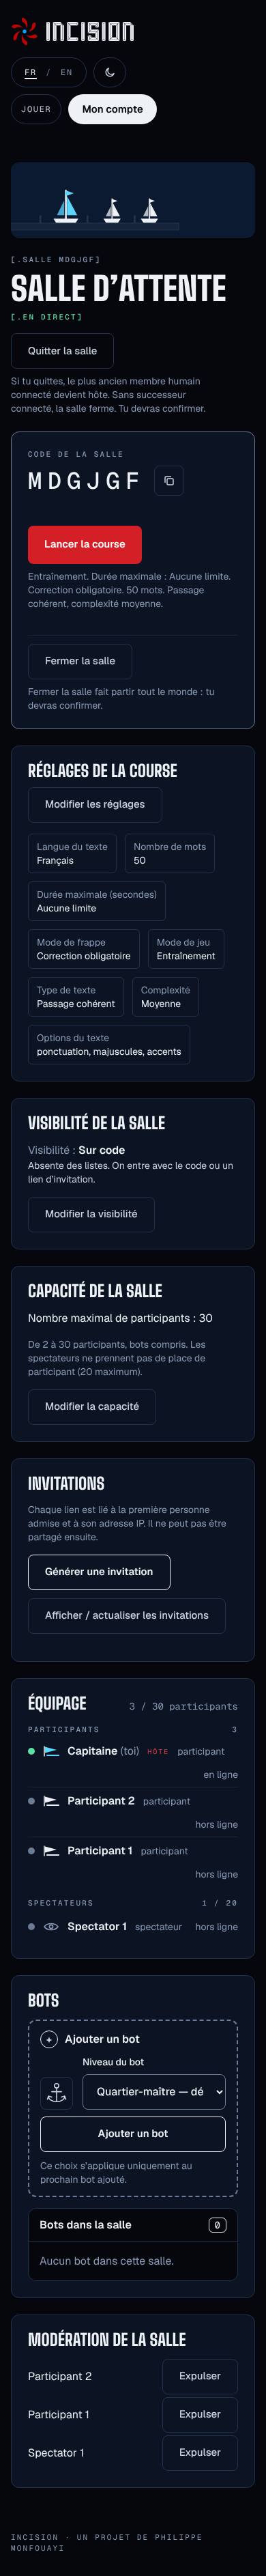 INCISION
FR / EN
JOUER
Mon compte
[.SALLE MDGJGF]
SALLE D’ATTENTE
[.EN DIRECT]
Quitter la salle
Si tu quittes, le plus ancien membre humain
connecté devient hôte. Sans successeur
connecté, la salle ferme. Tu devras confirmer.
CODE DE LA SALLE
MDGJGF
Lancer la course
Entraînement. Durée maximale : Aucune limite.
Correction obligatoire. 50 mots. Passage
cohérent, complexité moyenne.
Fermer la salle
Fermer la salle fait partir tout le monde : tu
devras confirmer.
RÉGLAGES DE LA COURSE
Modifier les réglages
Langue du texte
Français
Nombre de mots
50
Durée maximale (secondes)
Aucune limite
Mode de frappe
Correction obligatoire
Mode de jeu
Entraînement
Type de texte
Passage cohérent
Complexité
Moyenne
Options du texte
ponctuation, majuscules, accents
VISIBILITÉ DE LA SALLE
Visibilité : Sur code
Absente des listes. On entre avec le code ou un
lien d’invitation.
Modifier la visibilité
CAPACITÉ DE LA SALLE
Nombre maximal de participants : 30
De 2 à 30 participants, bots compris. Les
spectateurs ne prennent pas de place de
participant (20 maximum).
Modifier la capacité
INVITATIONS
Chaque lien est lié à la première personne
admise et à son adresse IP. Il ne peut pas être
partagé ensuite.
Générer une invitation
Afficher / actualiser les invitations
ÉQUIPAGE
3 / 30 participants
PARTICIPANTS 3
Capitaine (toi) HÔTE participant
en ligne
Participant 2 participant
hors ligne
Participant 1 participant
hors ligne
SPECTATEURS 1 / 20
Spectator 1 spectateur hors ligne
BOTS
+ Ajouter un bot
Niveau du bot
Quartier-maître — dé
Ajouter un bot
Ce choix s’applique uniquement au
prochain bot ajouté.
Bots dans la salle 0
Aucun bot dans cette salle.
MODÉRATION DE LA SALLE
Participant 2 Expulser
Participant 1 Expulser
Spectator 1 Expulser
INCISION · UN PROJET DE PHILIPPE
MONFOUAYI